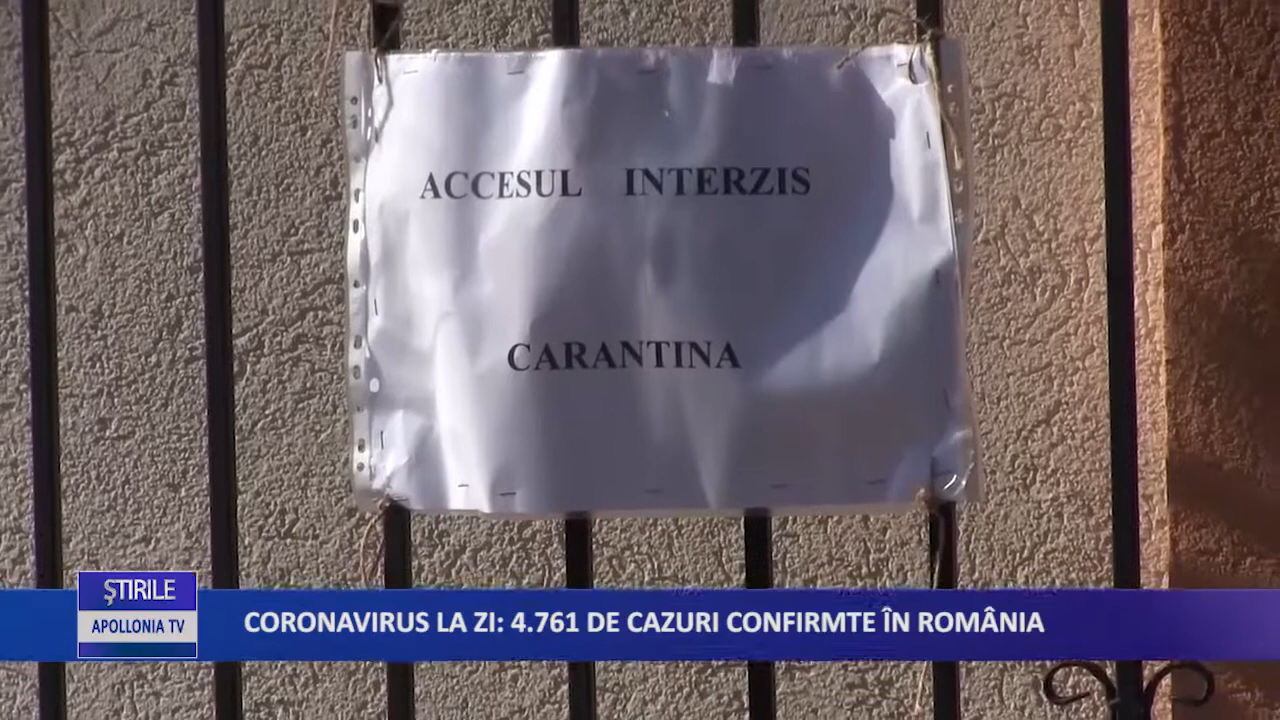 ACCESUL INTERZIS
CARANTINA
ŞTIRILE
APOLLONIA TV
CORONAVIRUS LA ZI: 4.761 DE CAZURI CONFIRMTE ÎN ROMÂNIA